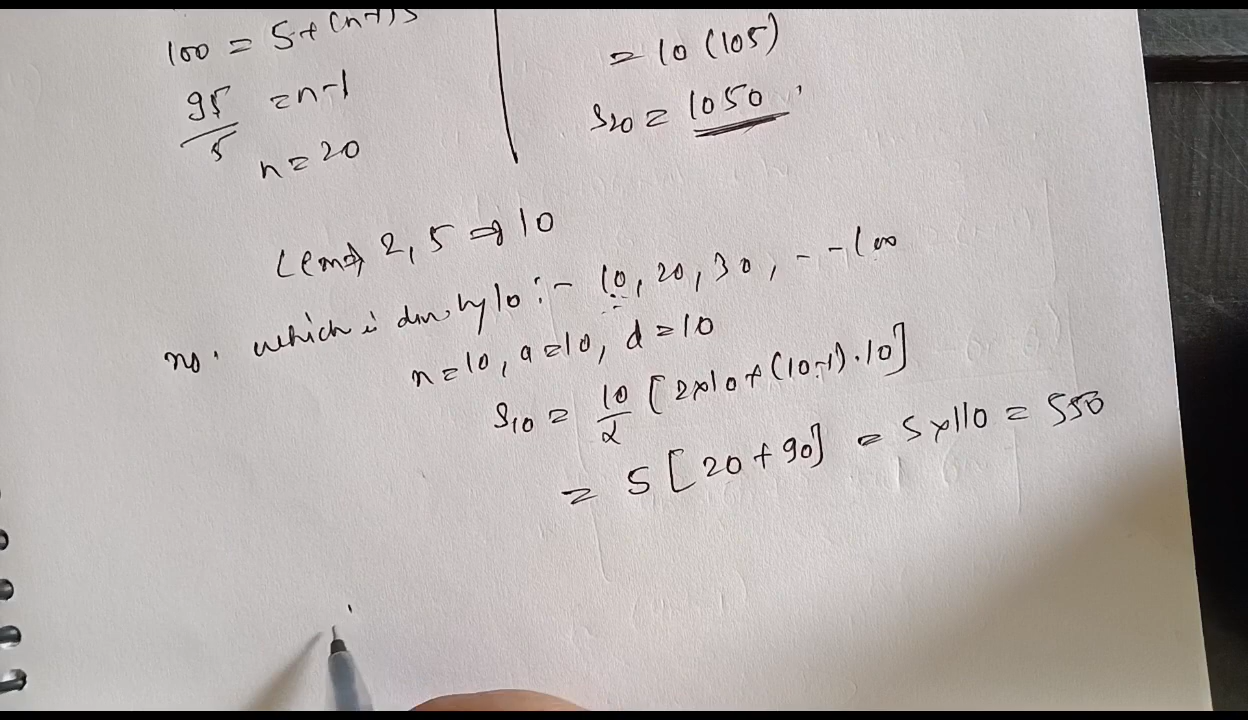 100 = 5 + (n-1)5
95/5 = n-1
n = 20
= 10 (105)
S20 = 1050
LCM 2, 5 ⇒ 10
no. which is div. by 10 :- 10, 20, 30, - - 100
n = 10, a = 10, d = 10
S10 = 10/2 [2×10 + (10-1).10]
= 5 [20 + 90] = 5 × 110 = 550